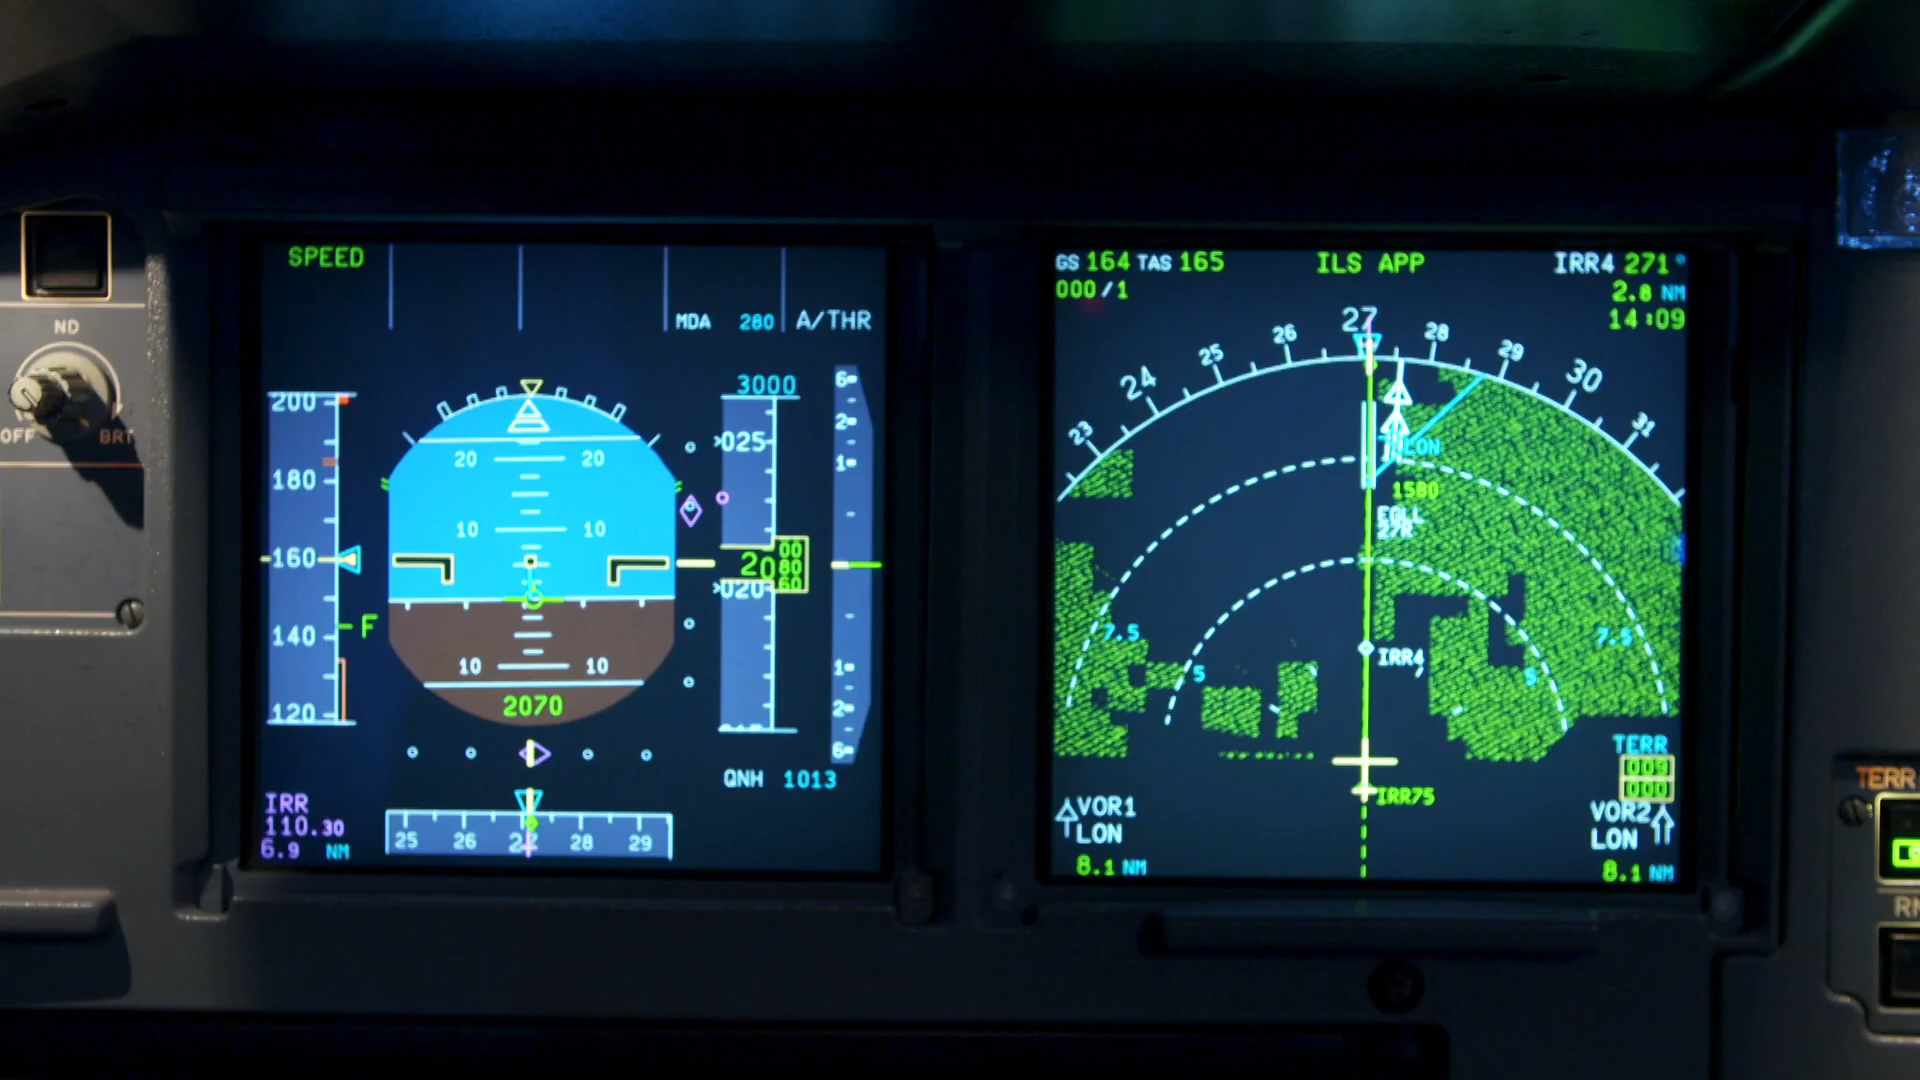 ND
OFF BRT
SPEED
MDA 280 A/THR
3000
200
180
160
140
120
F
20 20
10 10
10 10
2070
025
20
00
80
60
020
6
2
1
1
2
6
QNH 1013
IRR
110.30
6.9 NM
25 26 27 28 29
GS 164 TAS 165 ILS APP IRR4 271°
000/1 2.8 NM
14:09
23 24 25 26 27 28 29 30 31
LON
1580
EGLL
27R
7.5 7.5
IRR4
5 5
TERR
009
000
IRR75
VOR1 VOR2
LON LON
8.1 NM 8.1 NM
TERR